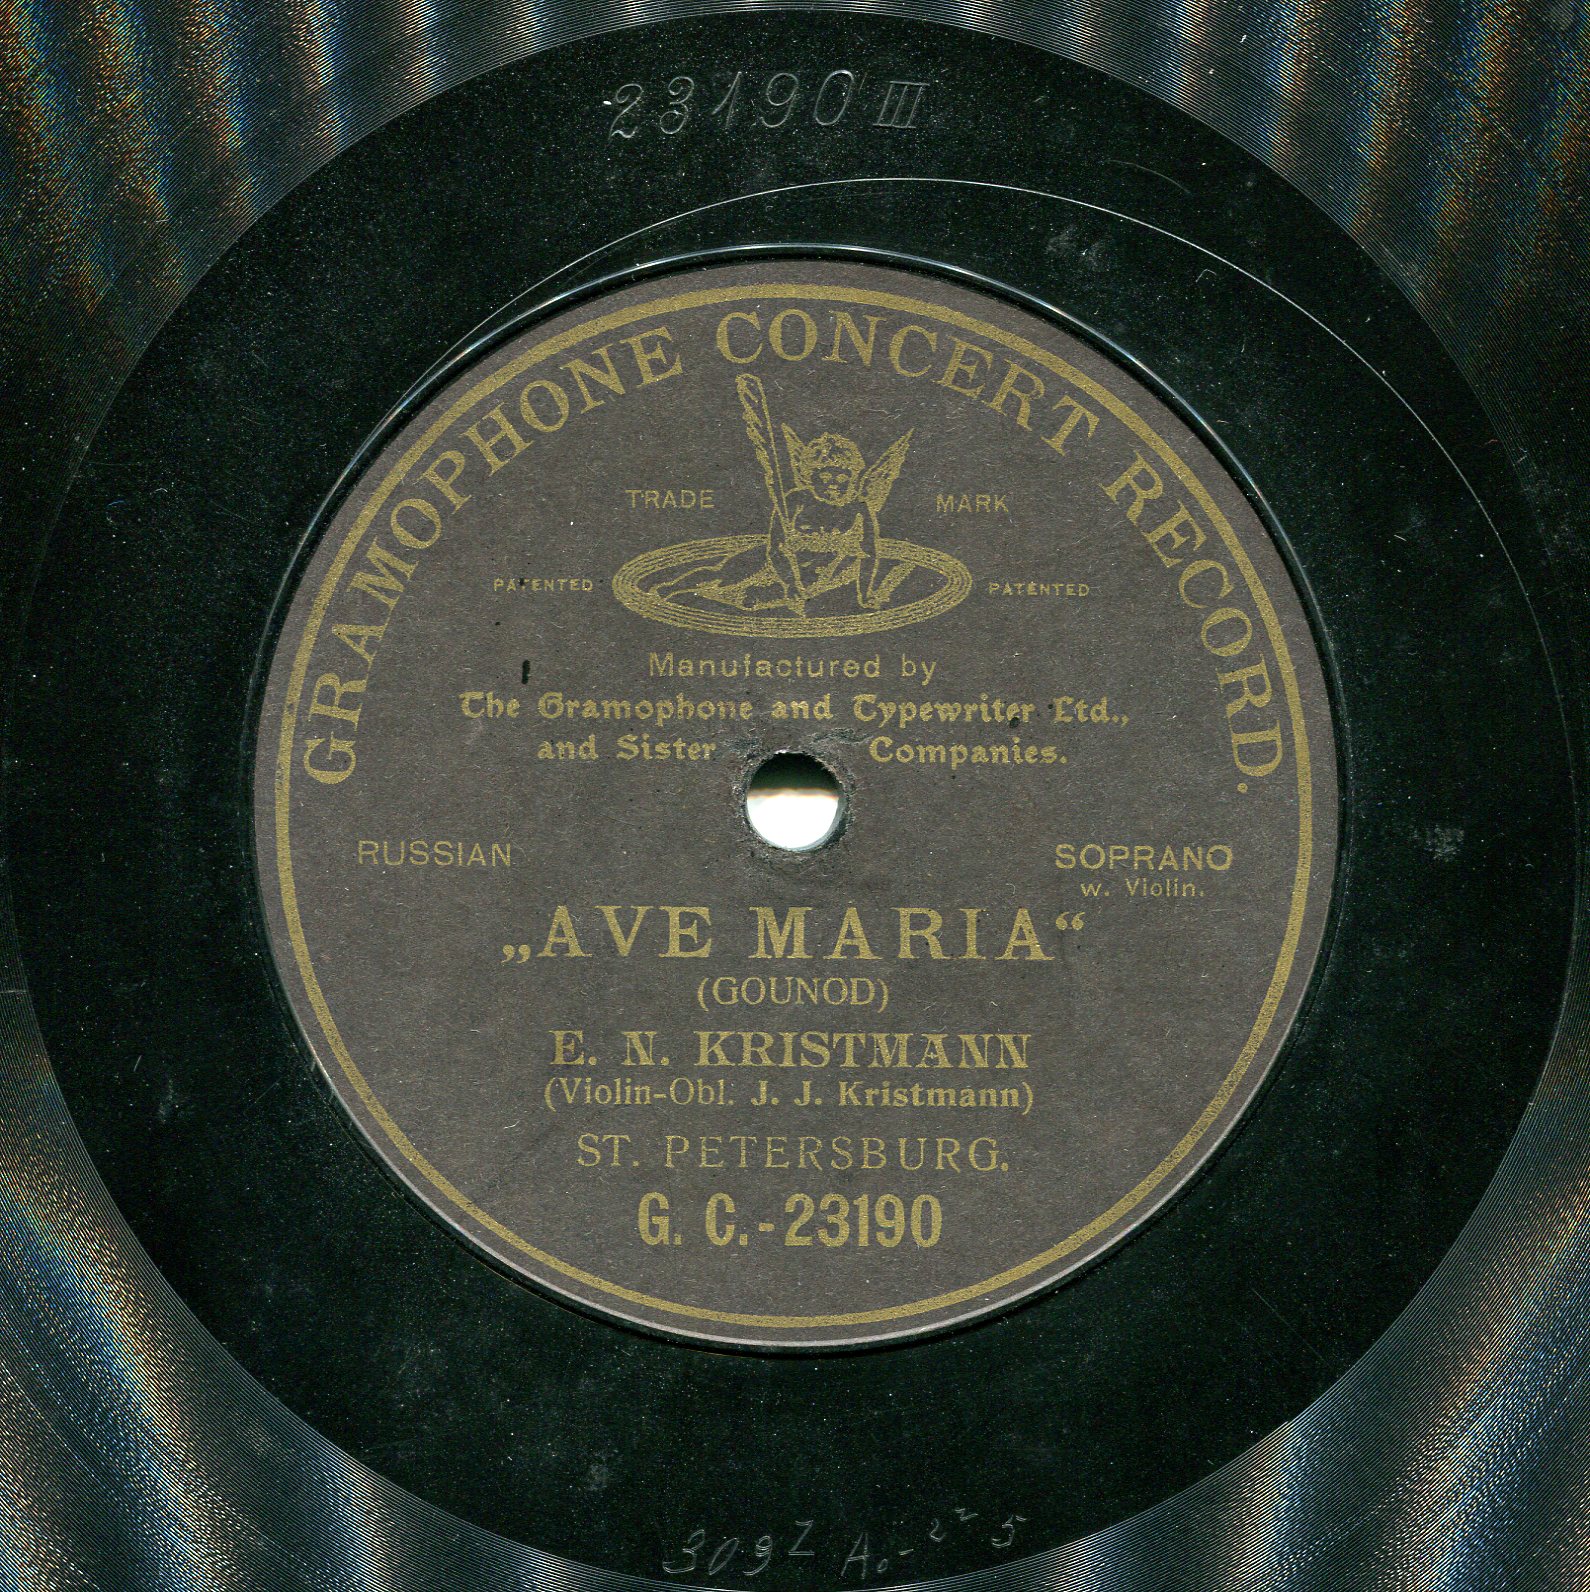 23190 III
GRAMOPHONE CONCERT RECORD.
TRADE MARK
PATENTED PATENTED
Manufactured by
The Gramophone and Typewriter Ltd.,
and Sister Companies.
RUSSIAN SOPRANO
w. Violin.
„AVE MARIA“
(GOUNOD)
E. N. KRISTMANN
(Violin-Obl. J. J. Kristmann)
ST. PETERSBURG.
G. C.-23190
309